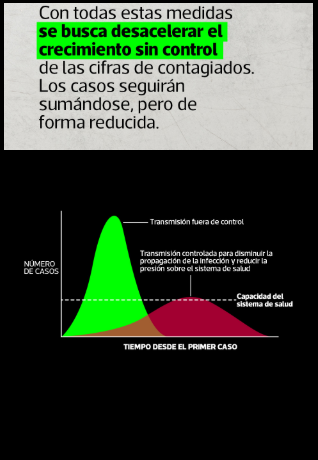 Con todas estas medidas
se busca desacelerar el
crecimiento sin control
de las cifras de contagiados.
Los casos seguirán
sumándose, pero de
forma reducida.
Transmisión fuera de control
NÚMERO
DE CASOS
Transmisión controlada para disminuir la
propagación de la infección y reducir la
presión sobre el sistema de salud
Capacidad del
sistema de salud
TIEMPO DESDE EL PRIMER CASO